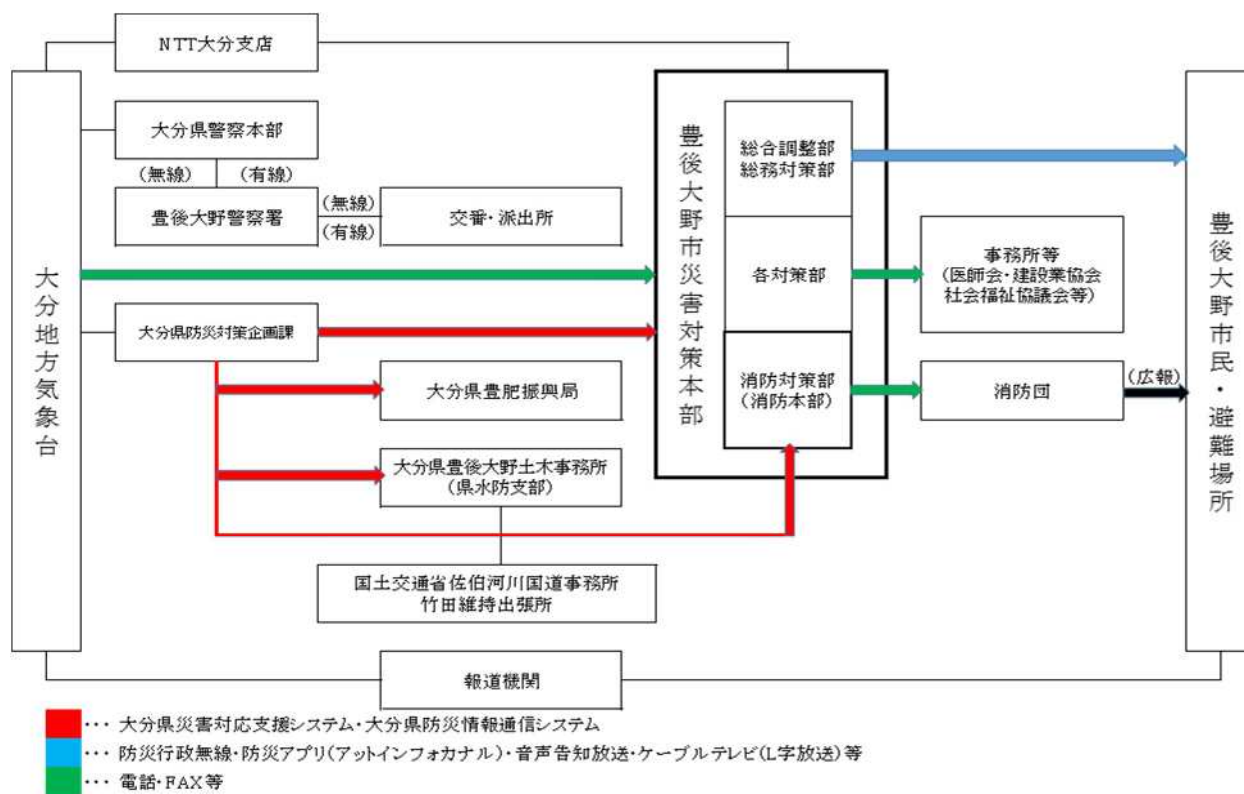 NTT大分支店
大分地方気象台
大分県警察本部
(無線)
(有線)
豊後大野警察署
(無線)
(有線)
交番・派出所
大分県防災対策企画課
大分県豊肥振興局
大分県豊後大野土木事務所
(県水防支部)
国土交通省佐伯河川国道事務所
竹田維持出張所
報道機関
豊後大野市災害対策本部
総合調整部
総務対策部
各対策部
消防対策部
(消防本部)
事務所等
(医師会・建設業協会
社会福祉協議会等)
消防団
(広報)
豊後大野市民・避難場所
・・・ 大分県災害対応支援システム・大分県防災情報通信システム
・・・ 防災行政無線・防災アプリ(アットインフォカナル)・音声告知放送・ケーブルテレビ(L字放送)等
・・・ 電話・FAX等